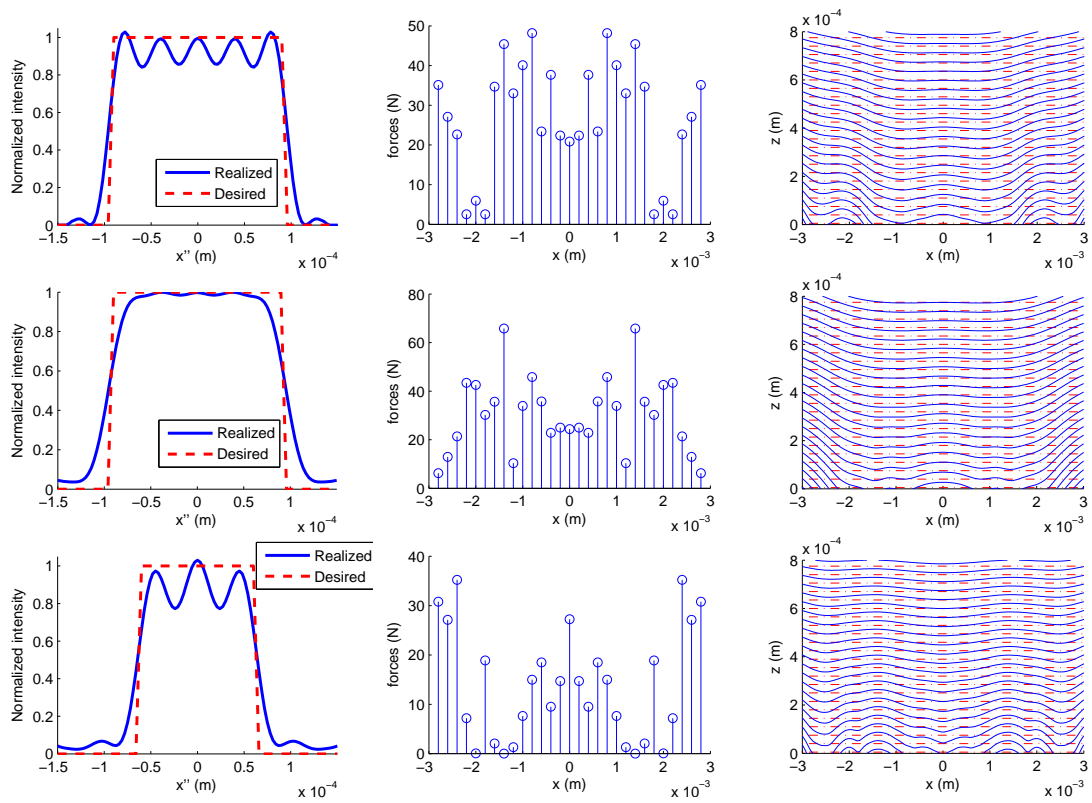 1
0.8
0.6
0.4
0.2
0
Normalized intensity
Realized
Desired
−1.5 −1 −0.5 0 0.5 1
x'' (m)
x 10−4
50
40
30
20
10
0
forces (N)
−3 −2 −1 0 1 2 3
x (m)
x 10−3
x 10−4
8
6
4
2
0
z (m)
−3 −2 −1 0 1 2 3
x (m)
x 10−3
1
0.8
0.6
0.4
0.2
0
Normalized intensity
Realized
Desired
−1.5 −1 −0.5 0 0.5 1
x'' (m)
x 10−4
80
60
40
20
0
forces (N)
−3 −2 −1 0 1 2 3
x (m)
x 10−3
x 10−4
8
6
4
2
0
z (m)
−3 −2 −1 0 1 2 3
x (m)
x 10−3
1
0.8
0.6
0.4
0.2
0
Normalized intensity
Realized
Desired
−1.5 −1 −0.5 0 0.5 1
x'' (m)
x 10−4
40
30
20
10
0
forces (N)
−3 −2 −1 0 1 2 3
x (m)
x 10−3
x 10−4
8
6
4
2
0
z (m)
−3 −2 −1 0 1 2 3
x (m)
x 10−3